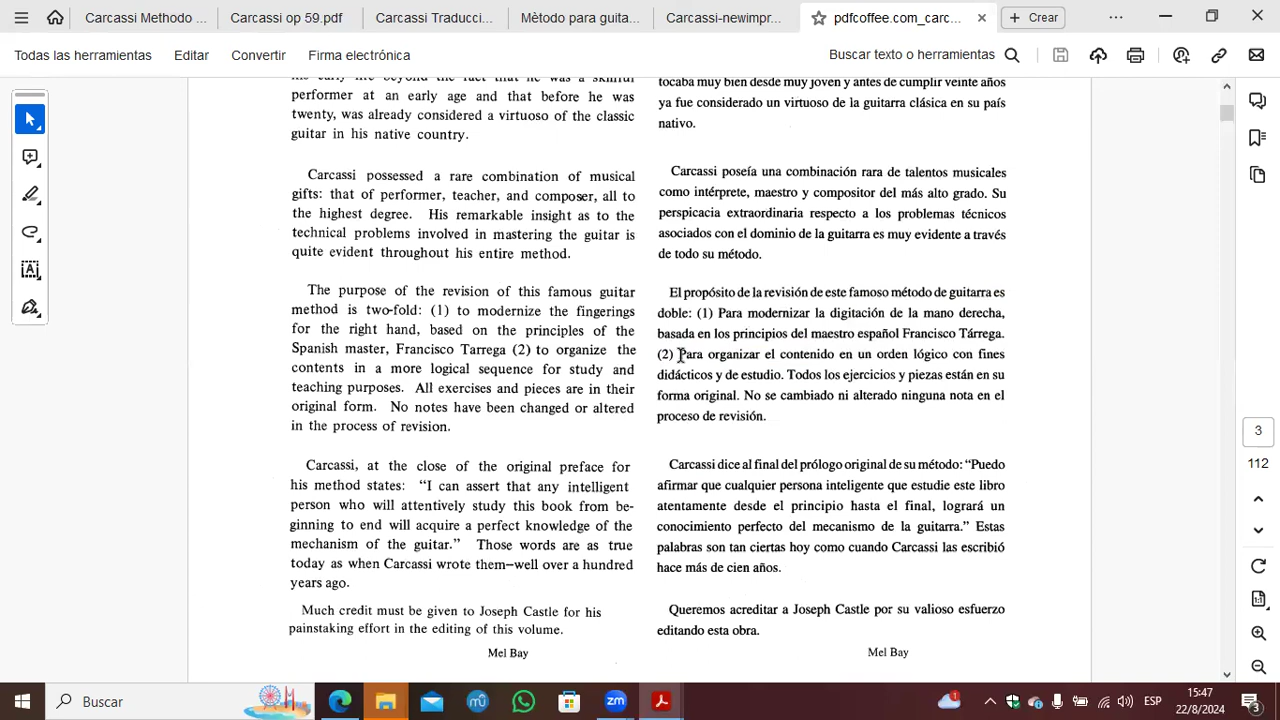 Carcassi Methodo ...
Carcassi op 59.pdf
Carcassi Traducci...
Mètodo para guita...
Carcassi-newimpr...
pdfcoffee.com_carc...
Crear
Todas las herramientas
Editar
Convertir
Firma electrónica
Buscar texto o herramientas
performer at an early age and that before he was
twenty, was already considered a virtuoso of the classic
guitar in his native country.
Carcassi possessed a rare combination of musical
gifts: that of performer, teacher, and composer, all to
the highest degree. His remarkable insight as to the
technical problems involved in mastering the guitar is
quite evident throughout his entire method.
The purpose of the revision of this famous guitar
method is two-fold: (1) to modernize the fingerings
for the right hand, based on the principles of the
Spanish master, Francisco Tarrega (2) to organize the
contents in a more logical sequence for study and
teaching purposes. All exercises and pieces are in their
original form. No notes have been changed or altered
in the process of revision.
Carcassi, at the close of the original preface for
his method states: "I can assert that any intelligent
person who will attentively study this book from be-
ginning to end will acquire a perfect knowledge of the
mechanism of the guitar." Those words are as true
today as when Carcassi wrote them—well over a hundred
years ago.
Much credit must be given to Joseph Castle for his
painstaking effort in the editing of this volume.
Mel Bay
tocaba muy bien desde muy joven y antes de cumplir veinte años
ya fue considerado un virtuoso de la guitarra clásica en su país
nativo.
Carcassi poseía una combinación rara de talentos musicales
como intérprete, maestro y compositor del más alto grado. Su
perspicacia extraordinaria respecto a los problemas técnicos
asociados con el dominio de la guitarra es muy evidente a través
de todo su método.
El propósito de la revisión de este famoso método de guitarra es
doble: (1) Para modernizar la digitación de la mano derecha,
basada en los principios del maestro español Francisco Tárrega.
(2) Para organizar el contenido en un orden lógico con fines
didácticos y de estudio. Todos los ejercicios y piezas están en su
forma original. No se cambiado ni alterado ninguna nota en el
proceso de revisión.
Carcassi dice al final del prólogo original de su método: "Puedo
afirmar que cualquier persona inteligente que estudie este libro
atentamente desde el principio hasta el final, logrará un
conocimiento perfecto del mecanismo de la guitarra." Estas
palabras son tan ciertas hoy como cuando Carcassi las escribió
hace más de cien años.
Queremos acreditar a Joseph Castle por su valioso esfuerzo
editando esta obra.
Mel Bay
3
112
Buscar
zm
1
ESP
15:47
22/8/2024
3